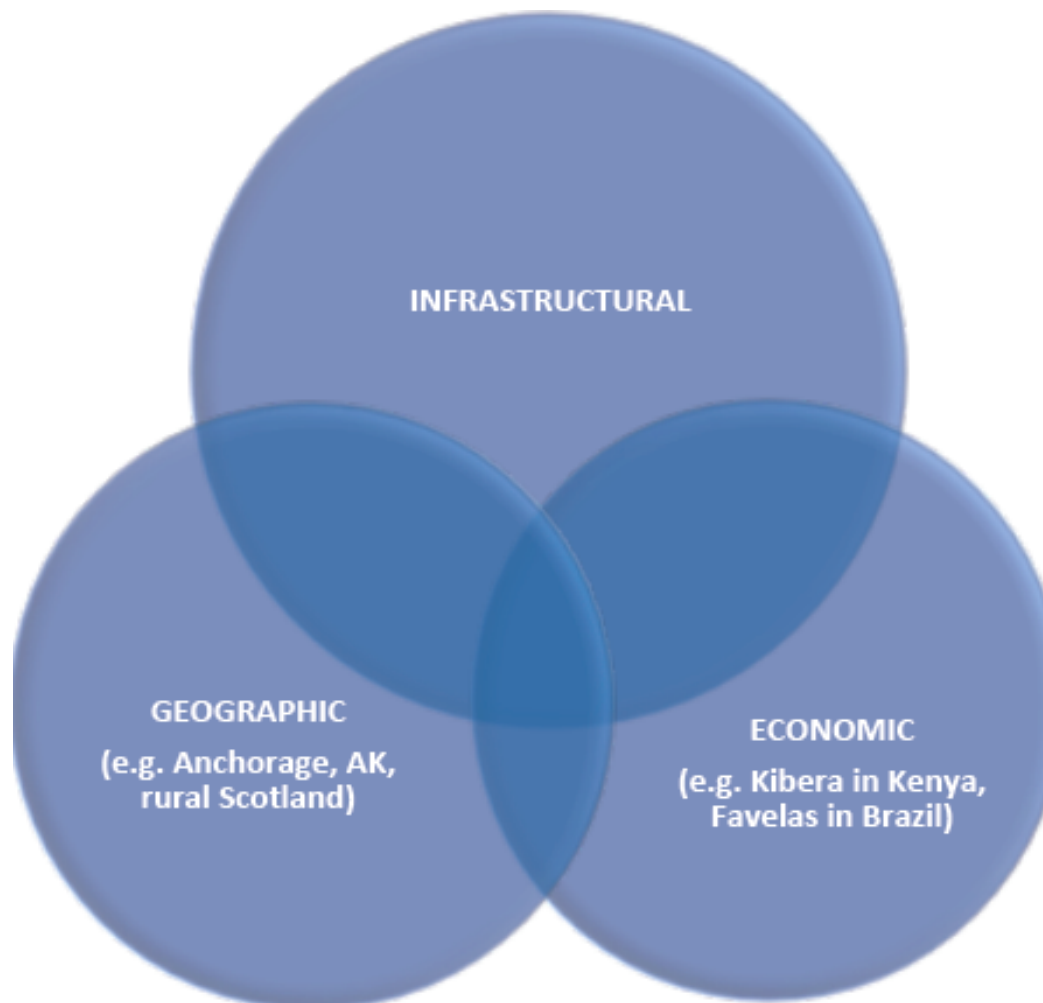 INFRASTRUCTURAL
GEOGRAPHIC
(e.g. Anchorage, AK,
rural Scotland)
ECONOMIC
(e.g. Kibera in Kenya,
Favelas in Brazil)